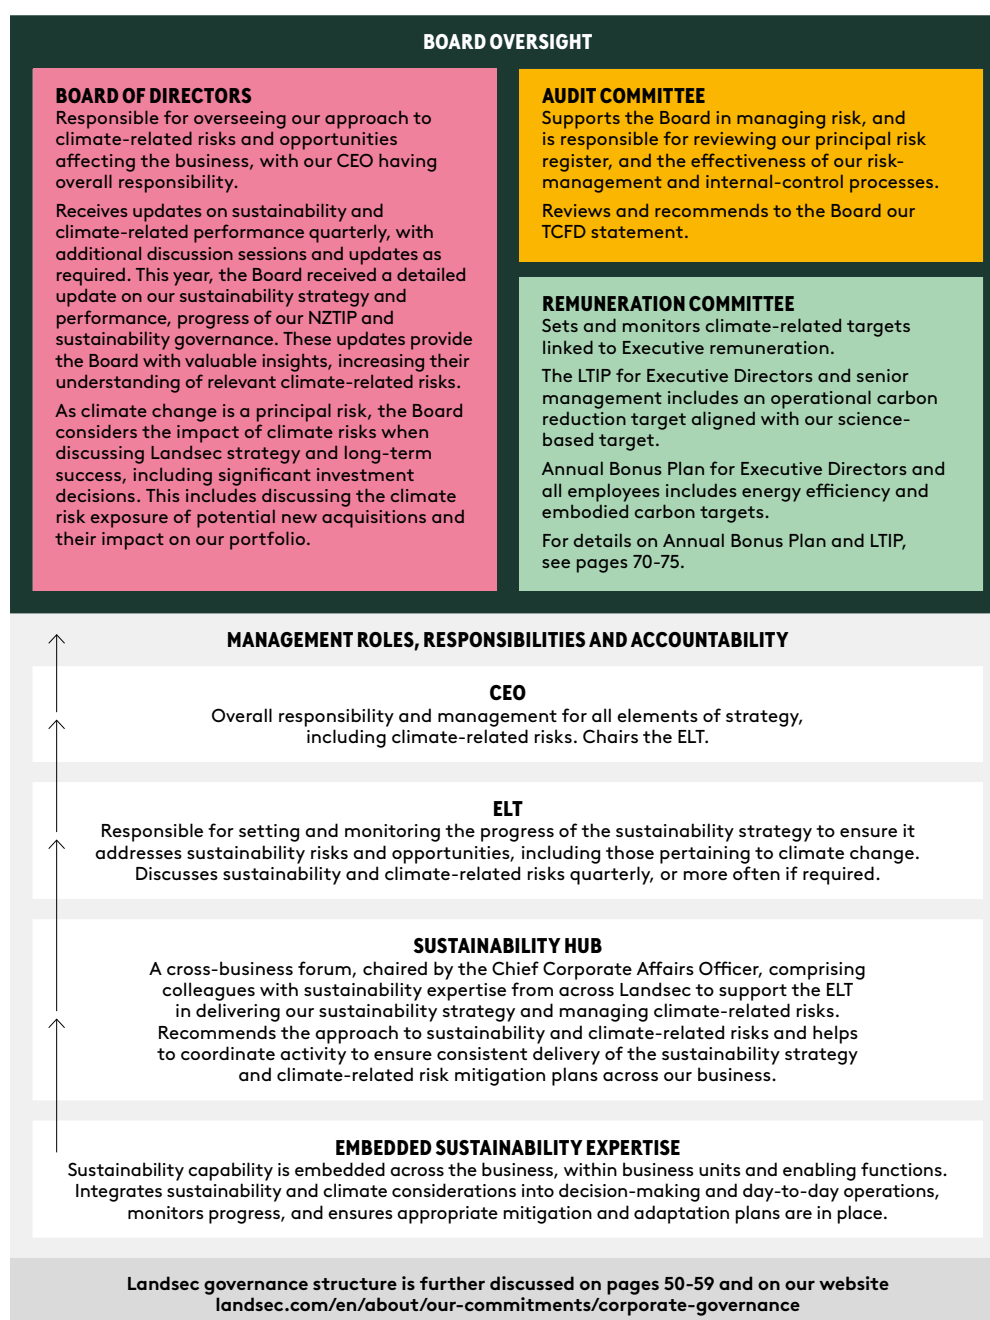 BOARD OVERSIGHT
BOARD OF DIRECTORS
Responsible for overseeing our approach to
climate-related risks and opportunities
affecting the business, with our CEO having
overall responsibility.
Receives updates on sustainability and
climate-related performance quarterly, with
additional discussion sessions and updates as
required. This year, the Board received a detailed
update on our sustainability strategy and
performance, progress of our NZTIP and
sustainability governance. These updates provide
the Board with valuable insights, increasing their
understanding of relevant climate-related risks.
As climate change is a principal risk, the Board
considers the impact of climate risks when
discussing Landsec strategy and long-term
success, including significant investment
decisions. This includes discussing the climate
risk exposure of potential new acquisitions and
their impact on our portfolio.
AUDIT COMMITTEE
Supports the Board in managing risk, and
is responsible for reviewing our principal risk
register, and the effectiveness of our risk-
management and internal-control processes.
Reviews and recommends to the Board our
TCFD statement.
REMUNERATION COMMITTEE
Sets and monitors climate-related targets
linked to Executive remuneration.
The LTIP for Executive Directors and senior
management includes an operational carbon
reduction target aligned with our science-
based target.
Annual Bonus Plan for Executive Directors and
all employees includes energy efficiency and
embodied carbon targets.
For details on Annual Bonus Plan and LTIP,
see pages 70-75.
MANAGEMENT ROLES, RESPONSIBILITIES AND ACCOUNTABILITY
CEO
Overall responsibility and management for all elements of strategy,
including climate-related risks. Chairs the ELT.
ELT
Responsible for setting and monitoring the progress of the sustainability strategy to ensure it
addresses sustainability risks and opportunities, including those pertaining to climate change.
Discusses sustainability and climate-related risks quarterly, or more often if required.
SUSTAINABILITY HUB
A cross-business forum, chaired by the Chief Corporate Affairs Officer, comprising
colleagues with sustainability expertise from across Landsec to support the ELT
in delivering our sustainability strategy and managing climate-related risks.
Recommends the approach to sustainability and climate-related risks and helps
to coordinate activity to ensure consistent delivery of the sustainability strategy
and climate-related risk mitigation plans across our business.
EMBEDDED SUSTAINABILITY EXPERTISE
Sustainability capability is embedded across the business, within business units and enabling functions.
Integrates sustainability and climate considerations into decision-making and day-to-day operations,
monitors progress, and ensures appropriate mitigation and adaptation plans are in place.
Landsec governance structure is further discussed on pages 50-59 and on our website
landsec.com/en/about/our-commitments/corporate-governance